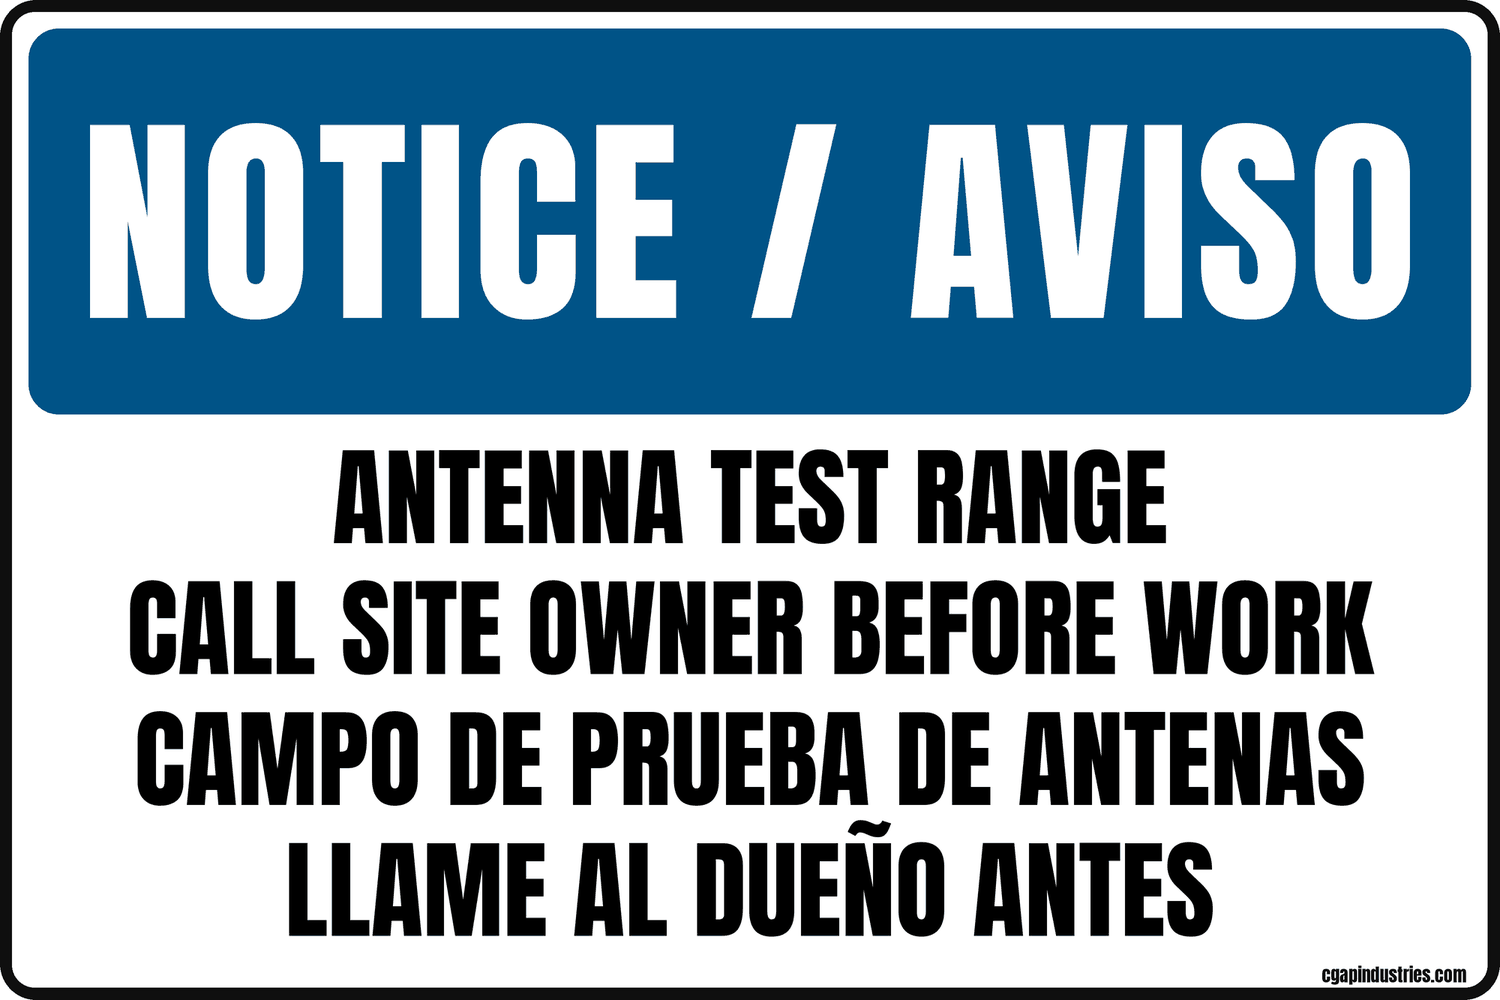 NOTICE / AVISO
ANTENNA TEST RANGE
CALL SITE OWNER BEFORE WORK
CAMPO DE PRUEBA DE ANTENAS
LLAME AL DUEÑO ANTES
cgapindustries.com